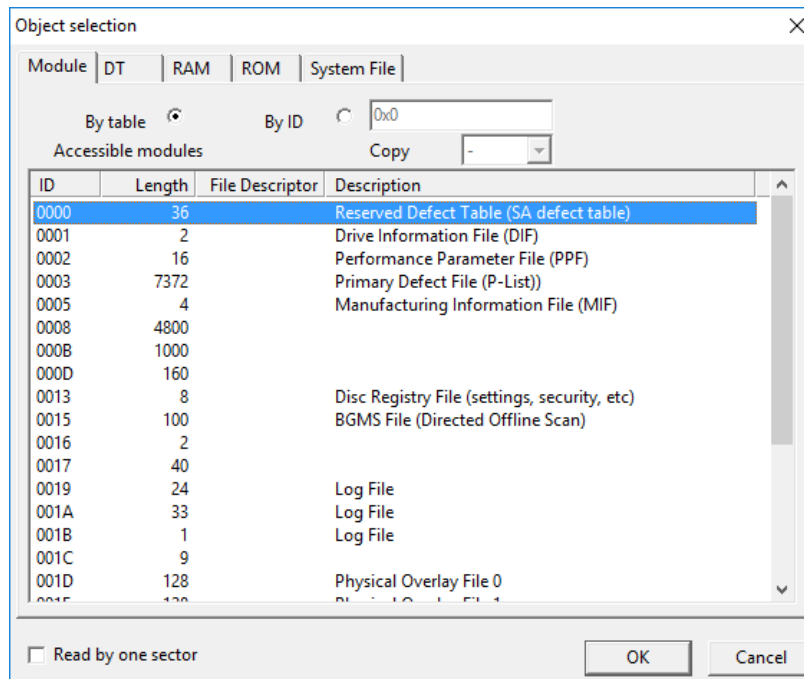 Object selection
Module DT RAM ROM System File
By table By ID 0x0
Accessible modules Copy -
ID Length File Descriptor Description
0000 36 Reserved Defect Table (SA defect table)
0001 2 Drive Information File (DIF)
0002 16 Performance Parameter File (PPF)
0003 7372 Primary Defect File (P-List))
0005 4 Manufacturing Information File (MIF)
0008 4800
000B 1000
000D 160
0013 8 Disc Registry File (settings, security, etc)
0015 100 BGMS File (Directed Offline Scan)
0016 2
0017 40
0019 24 Log File
001A 33 Log File
001B 1 Log File
001C 9
001D 128 Physical Overlay File 0
Read by one sector OK Cancel